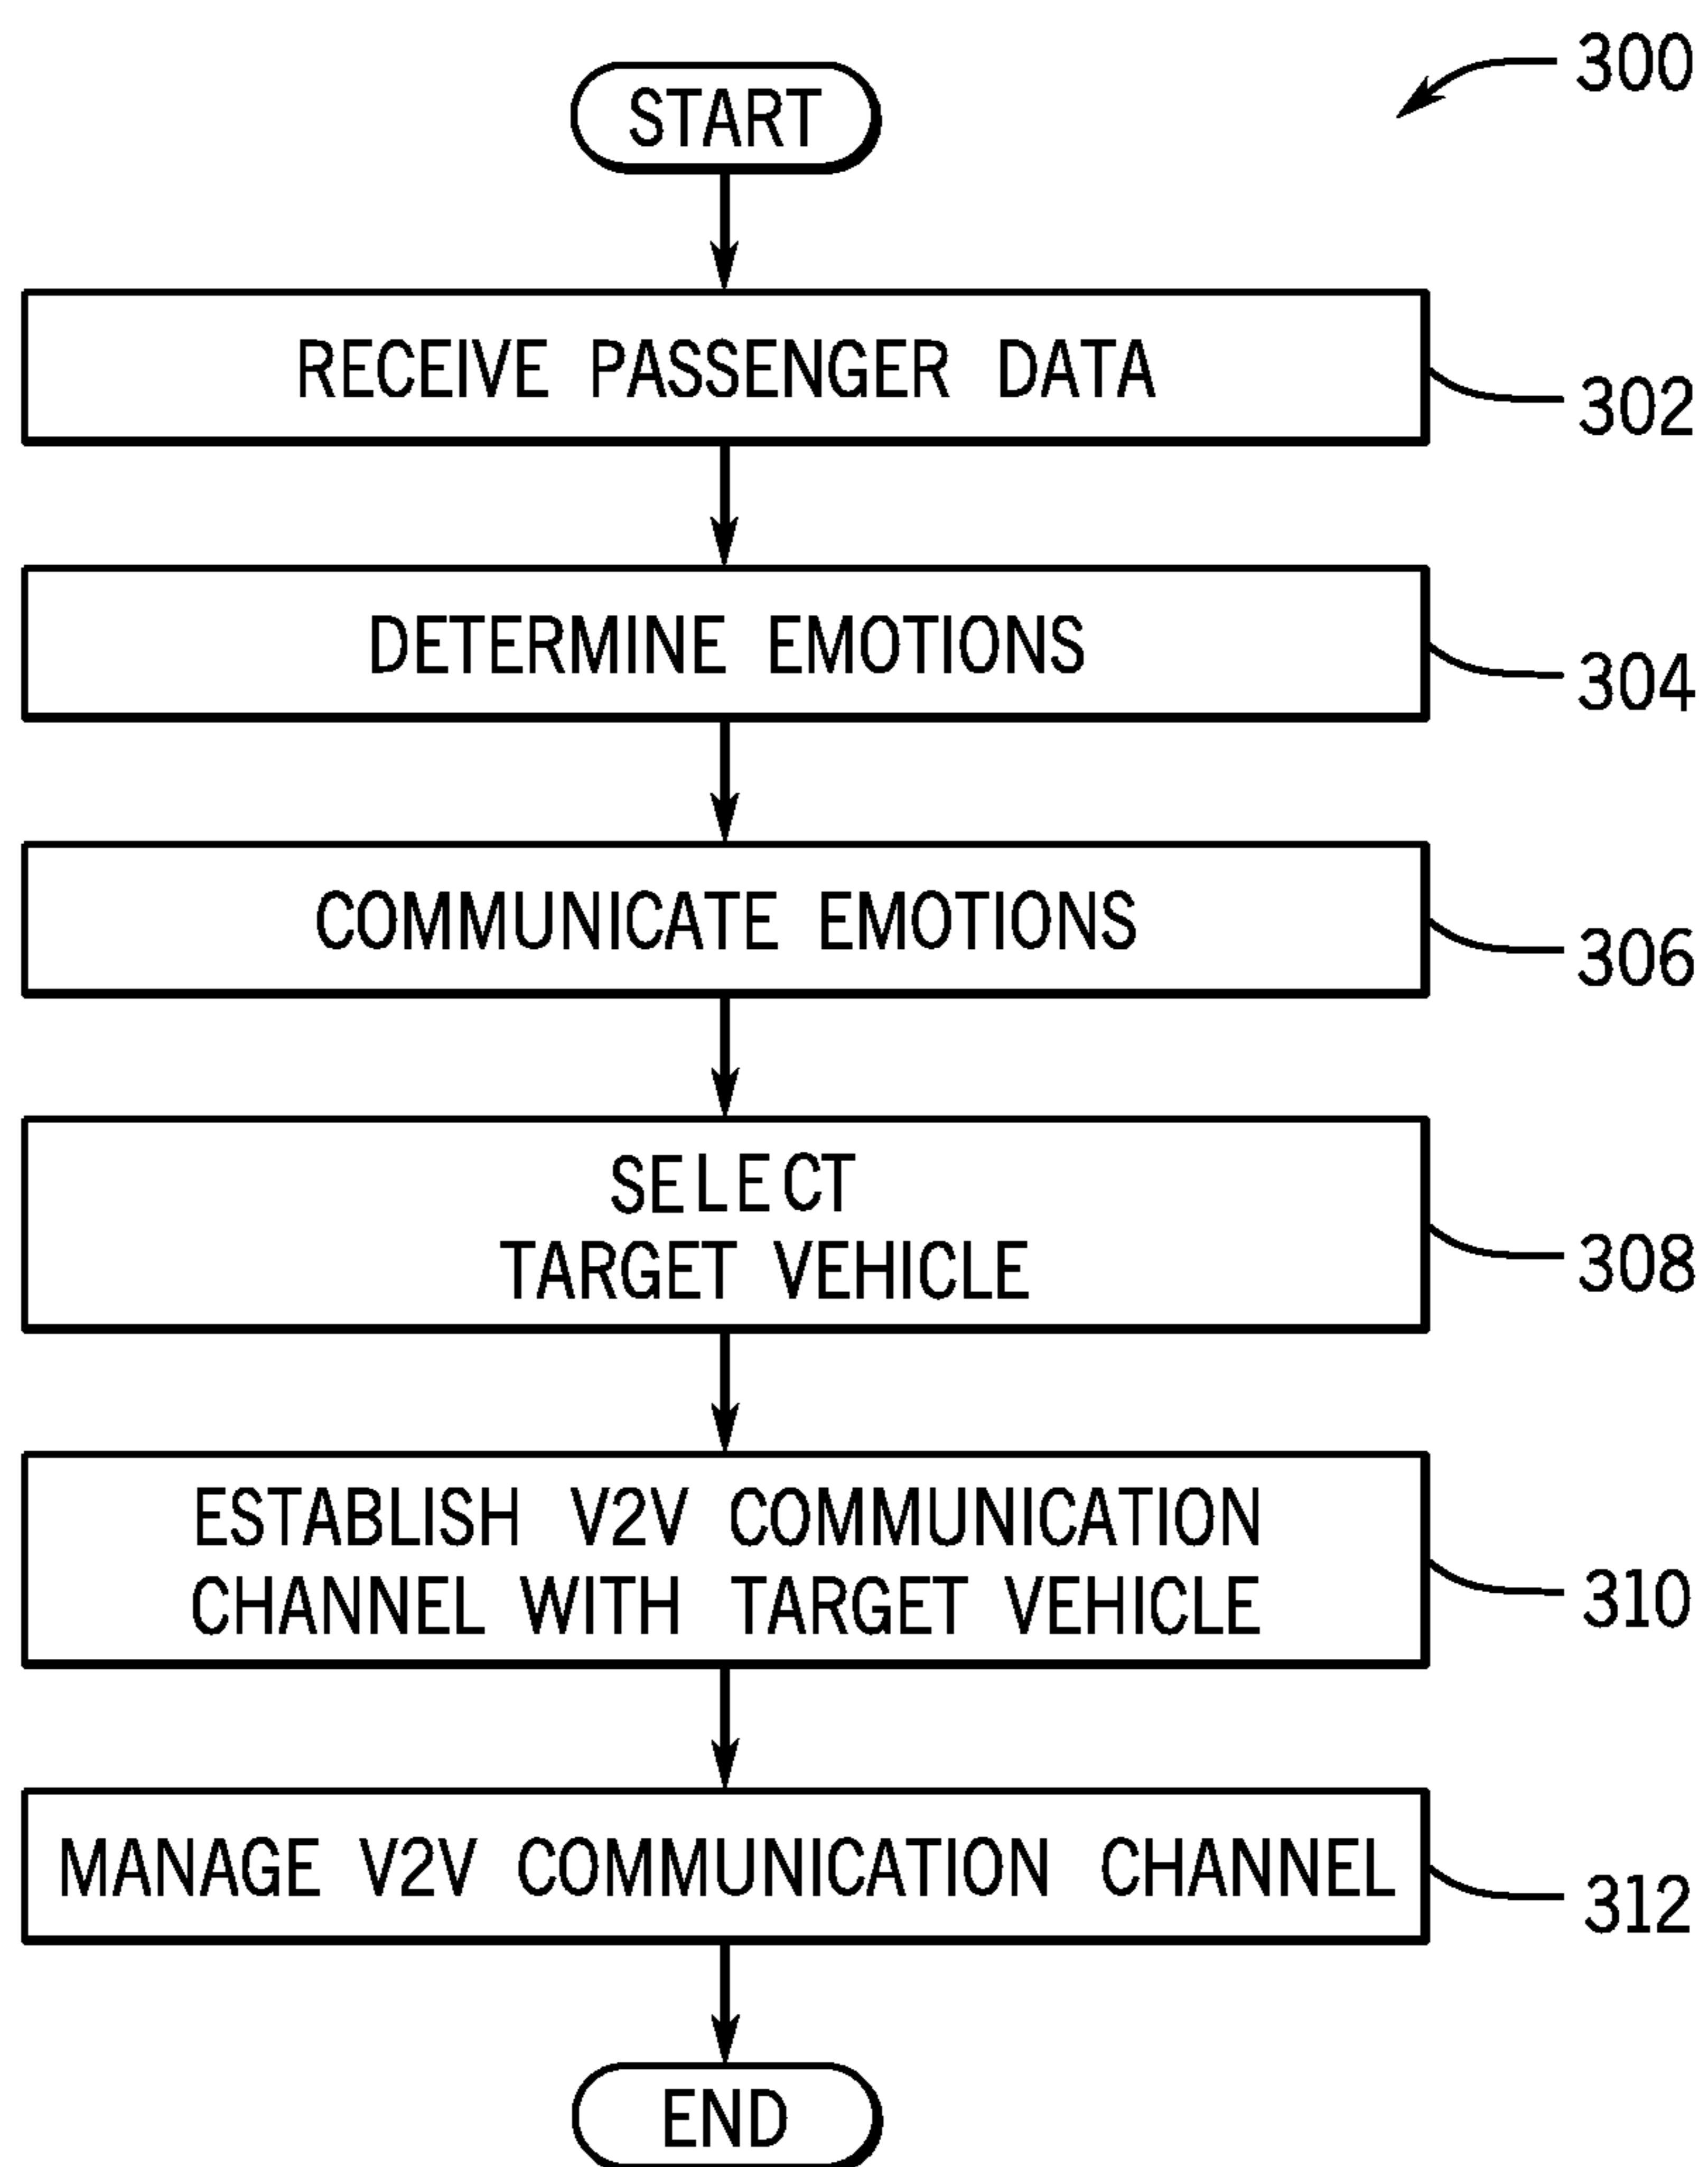 300
START
RECEIVE PASSENGER DATA
302
DETERMINE EMOTIONS
304
COMMUNICATE EMOTIONS
306
SELECT
TARGET VEHICLE
308
ESTABLISH V2V COMMUNICATION
CHANNEL WITH TARGET VEHICLE
310
MANAGE V2V COMMUNICATION CHANNEL
312
END